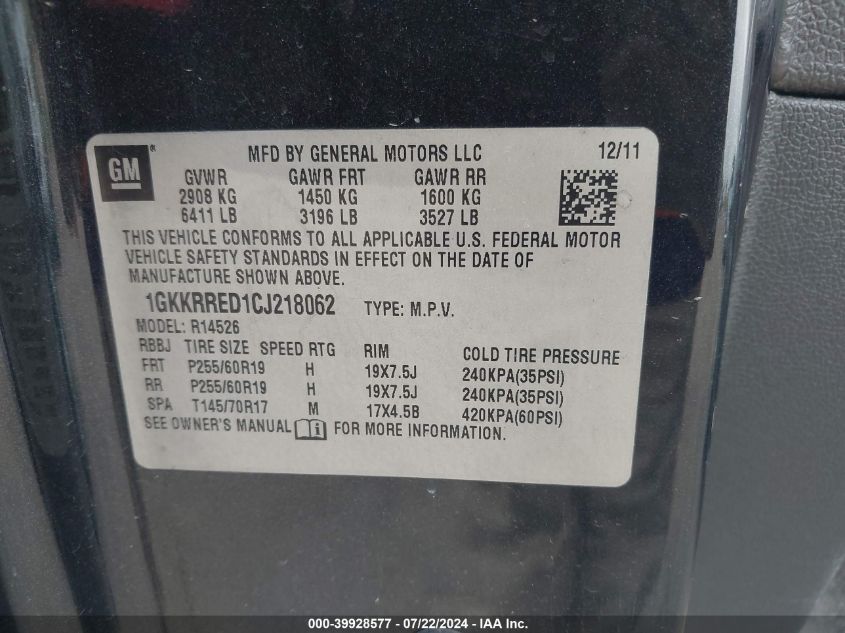 GM ® MFD BY GENERAL MOTORS LLC 12/11
GVWR GAWR FRT GAWR RR
2908 KG 1450 KG 1600 KG
6411 LB 3196 LB 3527 LB
THIS VEHICLE CONFORMS TO ALL APPLICABLE U.S. FEDERAL MOTOR
VEHICLE SAFETY STANDARDS IN EFFECT ON THE DATE OF
MANUFACTURE SHOWN ABOVE.
1GKKRRED1CJ218062 TYPE: M.P.V.
MODEL: R14526
RBBJ TIRE SIZE SPEED RTG RIM COLD TIRE PRESSURE
FRT P255/60R19 H 19X7.5J 240KPA(35PSI)
RR P255/60R19 H 19X7.5J 240KPA(35PSI)
SPA T145/70R17 M 17X4.5B 420KPA(60PSI)
SEE OWNER'S MANUAL FOR MORE INFORMATION.
000-39928577 - 07/22/2024 - IAA Inc.